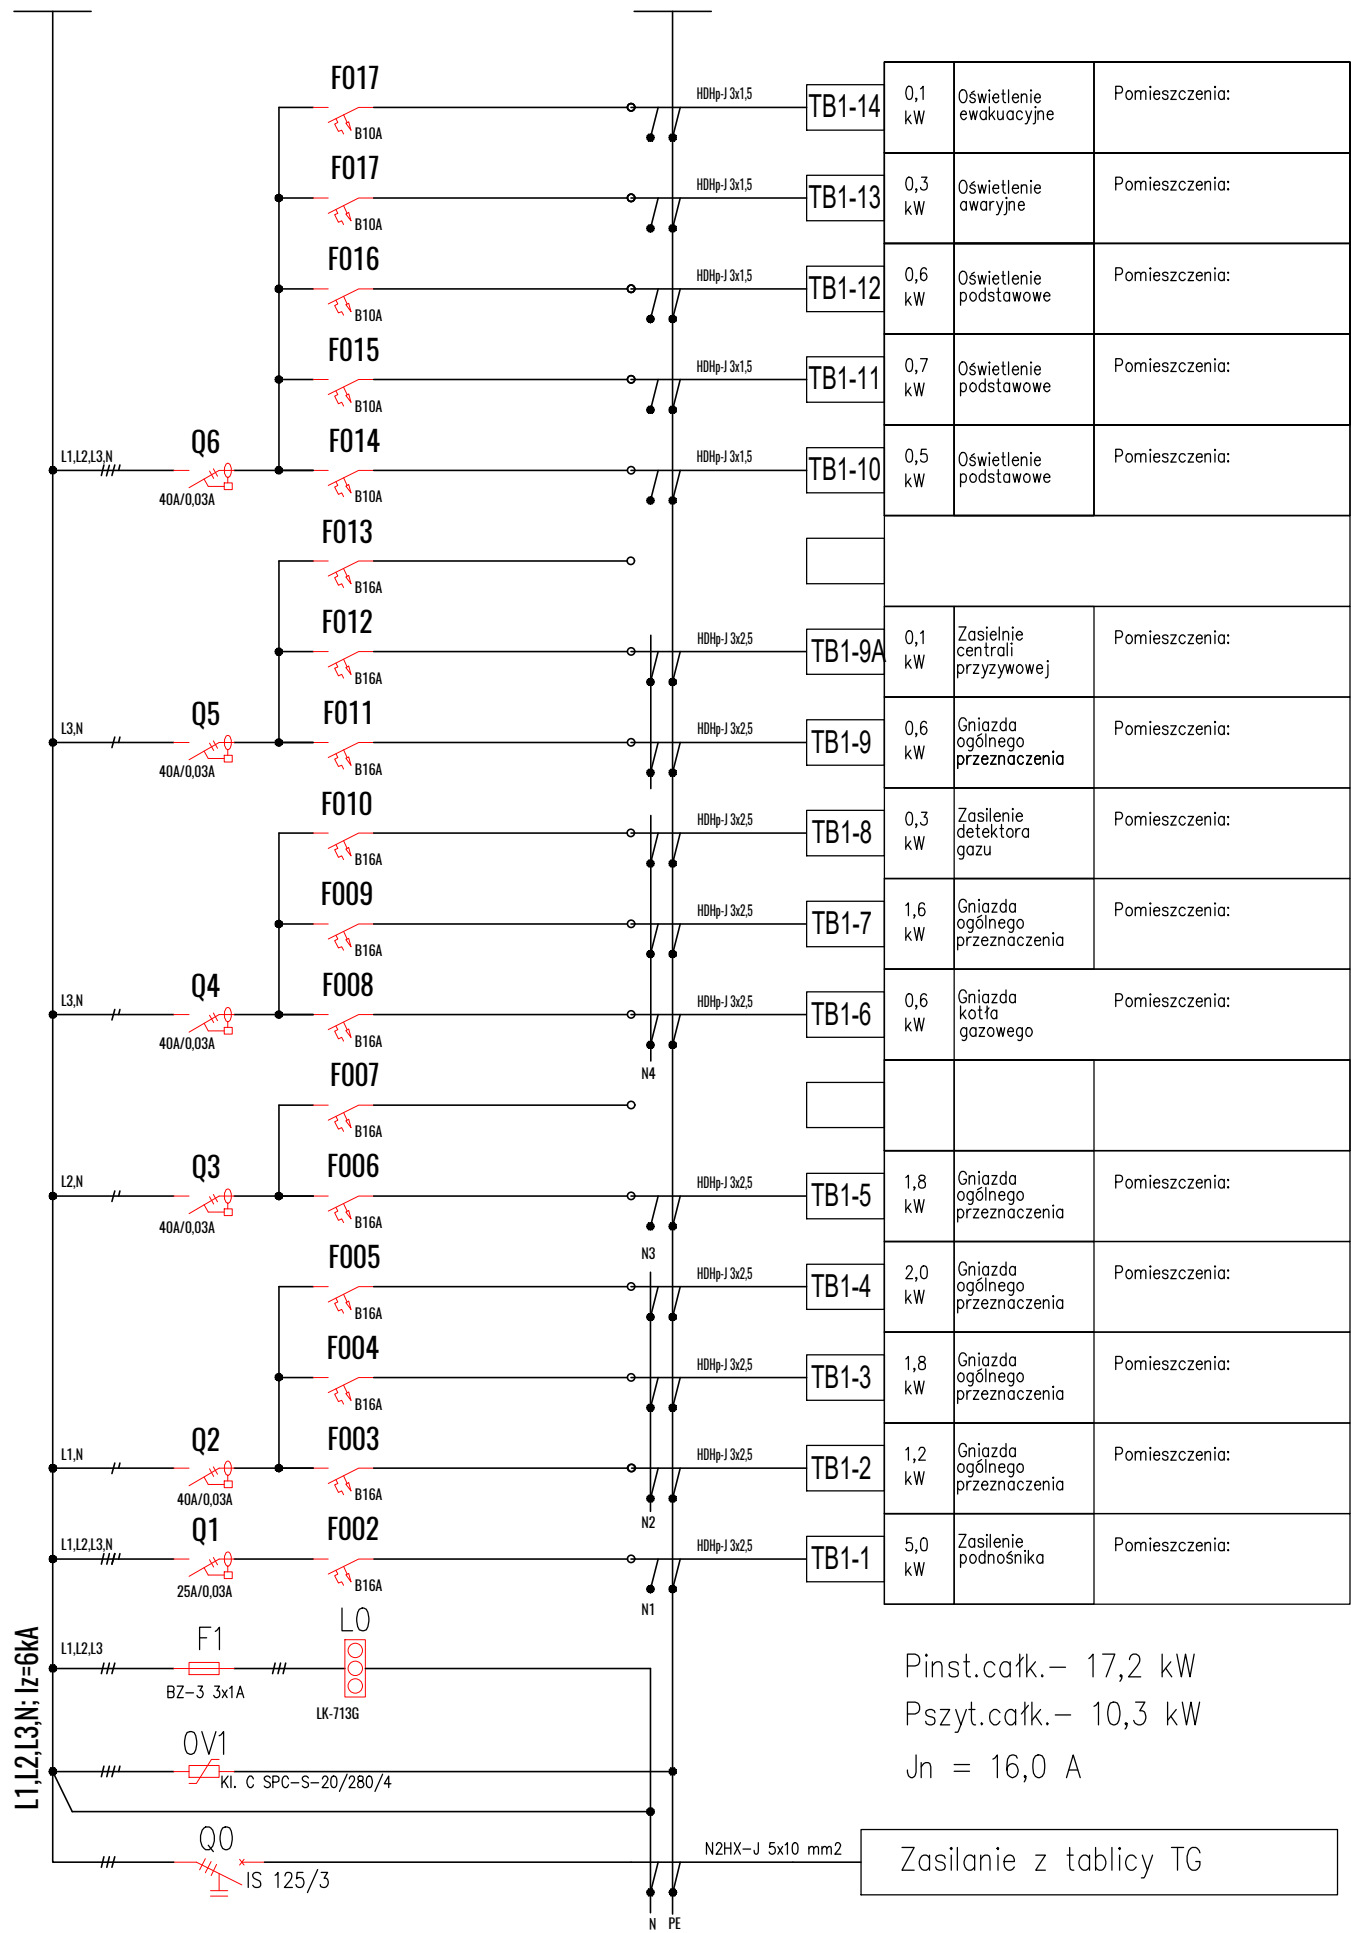 F017
B10A
HDHp-J 3x1,5
TB1-14
0,1
kW
Oświetlenie
ewakuacyjne
Pomieszczenia:
F017
B10A
HDHp-J 3x1,5
TB1-13
0,3
kW
Oświetlenie
awaryjne
Pomieszczenia:
F016
B10A
HDHp-J 3x1,5
TB1-12
0,6
kW
Oświetlenie
podstawowe
Pomieszczenia:
F015
B10A
HDHp-J 3x1,5
TB1-11
0,7
kW
Oświetlenie
podstawowe
Pomieszczenia:
L1,L2,L3,N
Q6
40A/0,03A
F014
B10A
HDHp-J 3x1,5
TB1-10
0,5
kW
Oświetlenie
podstawowe
Pomieszczenia:
F013
B16A
F012
B16A
HDHp-J 3x2,5
TB1-9A
0,1
kW
Zasielnie
centrali
przyzywowej
Pomieszczenia:
L3,N
Q5
40A/0,03A
F011
B16A
HDHp-J 3x2,5
TB1-9
0,6
kW
Gniazda
ogólnego
przeznaczenia
Pomieszczenia:
F010
B16A
HDHp-J 3x2,5
TB1-8
0,3
kW
Zasilenie
detektora
gazu
Pomieszczenia:
F009
B16A
HDHp-J 3x2,5
TB1-7
1,6
kW
Gniazda
ogólnego
przeznaczenia
Pomieszczenia:
L3,N
Q4
40A/0,03A
F008
B16A
HDHp-J 3x2,5
N4
TB1-6
0,6
kW
Gniazda
kotła
gazowego
Pomieszczenia:
F007
B16A
L2,N
Q3
40A/0,03A
F006
B16A
HDHp-J 3x2,5
N3
TB1-5
1,8
kW
Gniazda
ogólnego
przeznaczenia
Pomieszczenia:
F005
B16A
HDHp-J 3x2,5
TB1-4
2,0
kW
Gniazda
ogólnego
przeznaczenia
Pomieszczenia:
F004
B16A
HDHp-J 3x2,5
TB1-3
1,8
kW
Gniazda
ogólnego
przeznaczenia
Pomieszczenia:
L1,N
Q2
40A/0,03A
F003
B16A
HDHp-J 3x2,5
N2
TB1-2
1,2
kW
Gniazda
ogólnego
przeznaczenia
Pomieszczenia:
L1,L2,L3,N
Q1
25A/0,03A
F002
B16A
HDHp-J 3x2,5
N1
TB1-1
5,0
kW
Zasilenie
podnośnika
Pomieszczenia:
L1,L2,L3,N; Iz=6kA
L1,L2,L3
F1
BZ-3 3x1A
LO
LK-713G
Pinst.całk.- 17,2 kW
Pszyt.całk.- 10,3 kW
Jn = 16,0 A
OV1
Kl. C SPC-S-20/280/4
Q0
IS 125/3
N2HX-J 5x10 mm2
Zasilanie z tablicy TG
N
PE